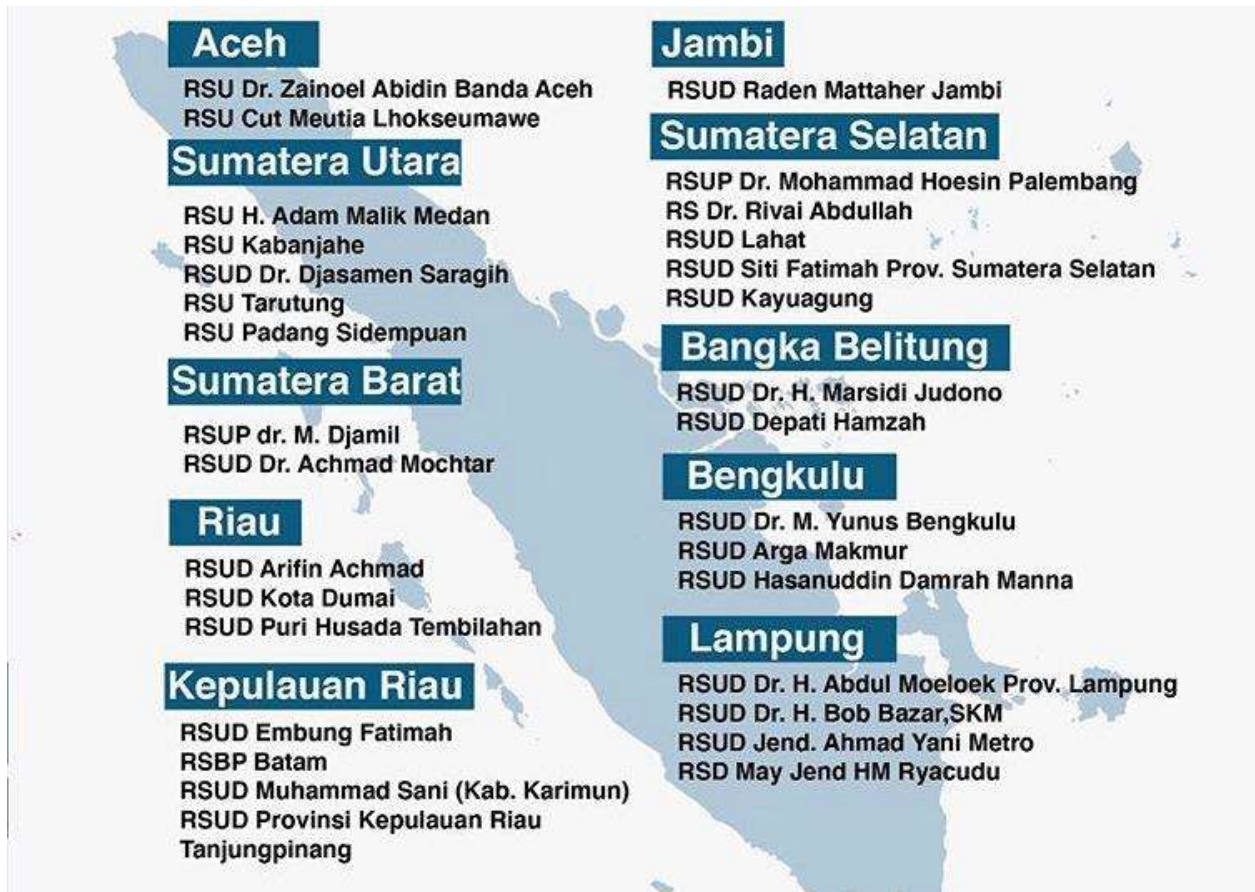 Aceh
RSU Dr. Zainoel Abidin Banda Aceh
RSU Cut Meutia Lhokseumawe
Sumatera Utara
RSU H. Adam Malik Medan
RSU Kabanjahe
RSUD Dr. Djasamen Saragih
RSU Tarutung
RSU Padang Sidempuan
Sumatera Barat
RSUP dr. M. Djamil
RSUD Dr. Achmad Mochtar
Riau
RSUD Arifin Achmad
RSUD Kota Dumai
RSUD Puri Husada Tembilahan
Kepulauan Riau
RSUD Embung Fatimah
RSBP Batam
RSUD Muhammad Sani (Kab. Karimun)
RSUD Provinsi Kepulauan Riau
Tanjungpinang
Jambi
RSUD Raden Mattaher Jambi
Sumatera Selatan
RSUP Dr. Mohammad Hoesin Palembang
RS Dr. Rivai Abdullah
RSUD Lahat
RSUD Siti Fatimah Prov. Sumatera Selatan
RSUD Kayuagung
Bangka Belitung
RSUD Dr. H. Marsidi Judono
RSUD Depati Hamzah
Bengkulu
RSUD Dr. M. Yunus Bengkulu
RSUD Arga Makmur
RSUD Hasanuddin Damrah Manna
Lampung
RSUD Dr. H. Abdul Moeloek Prov. Lampung
RSUD Dr. H. Bob Bazar,SKM
RSUD Jend. Ahmad Yani Metro
RSD May Jend HM Ryacudu